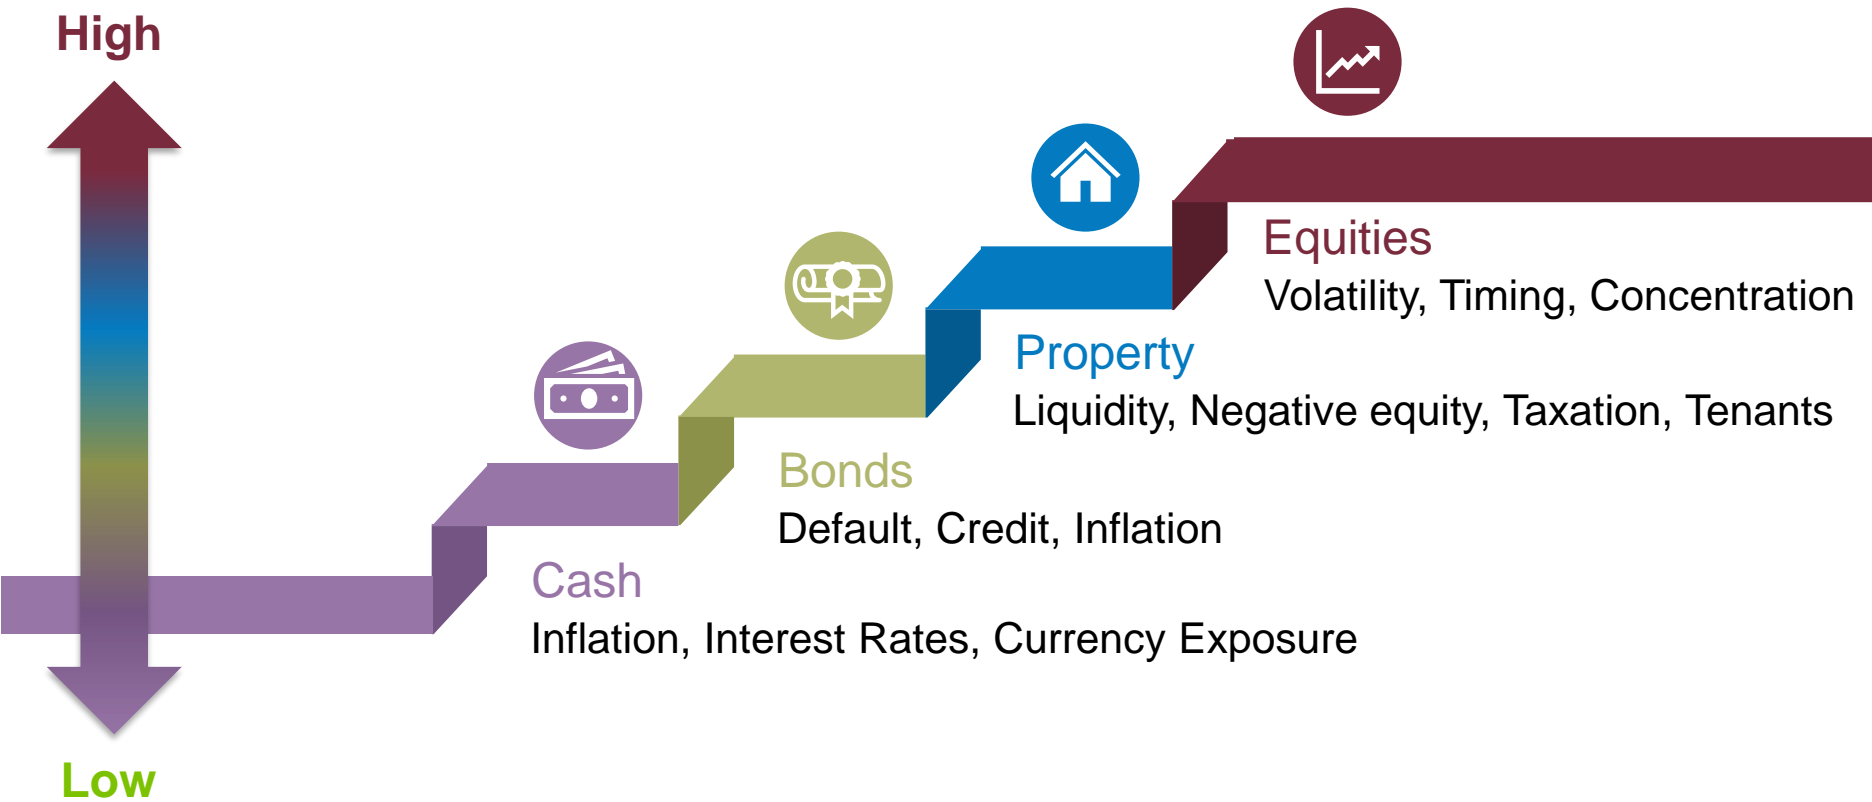 High
Equities
Volatility, Timing, Concentration
Property
Liquidity, Negative equity, Taxation, Tenants
Bonds
Default, Credit, Inflation
Cash
Inflation, Interest Rates, Currency Exposure
Low